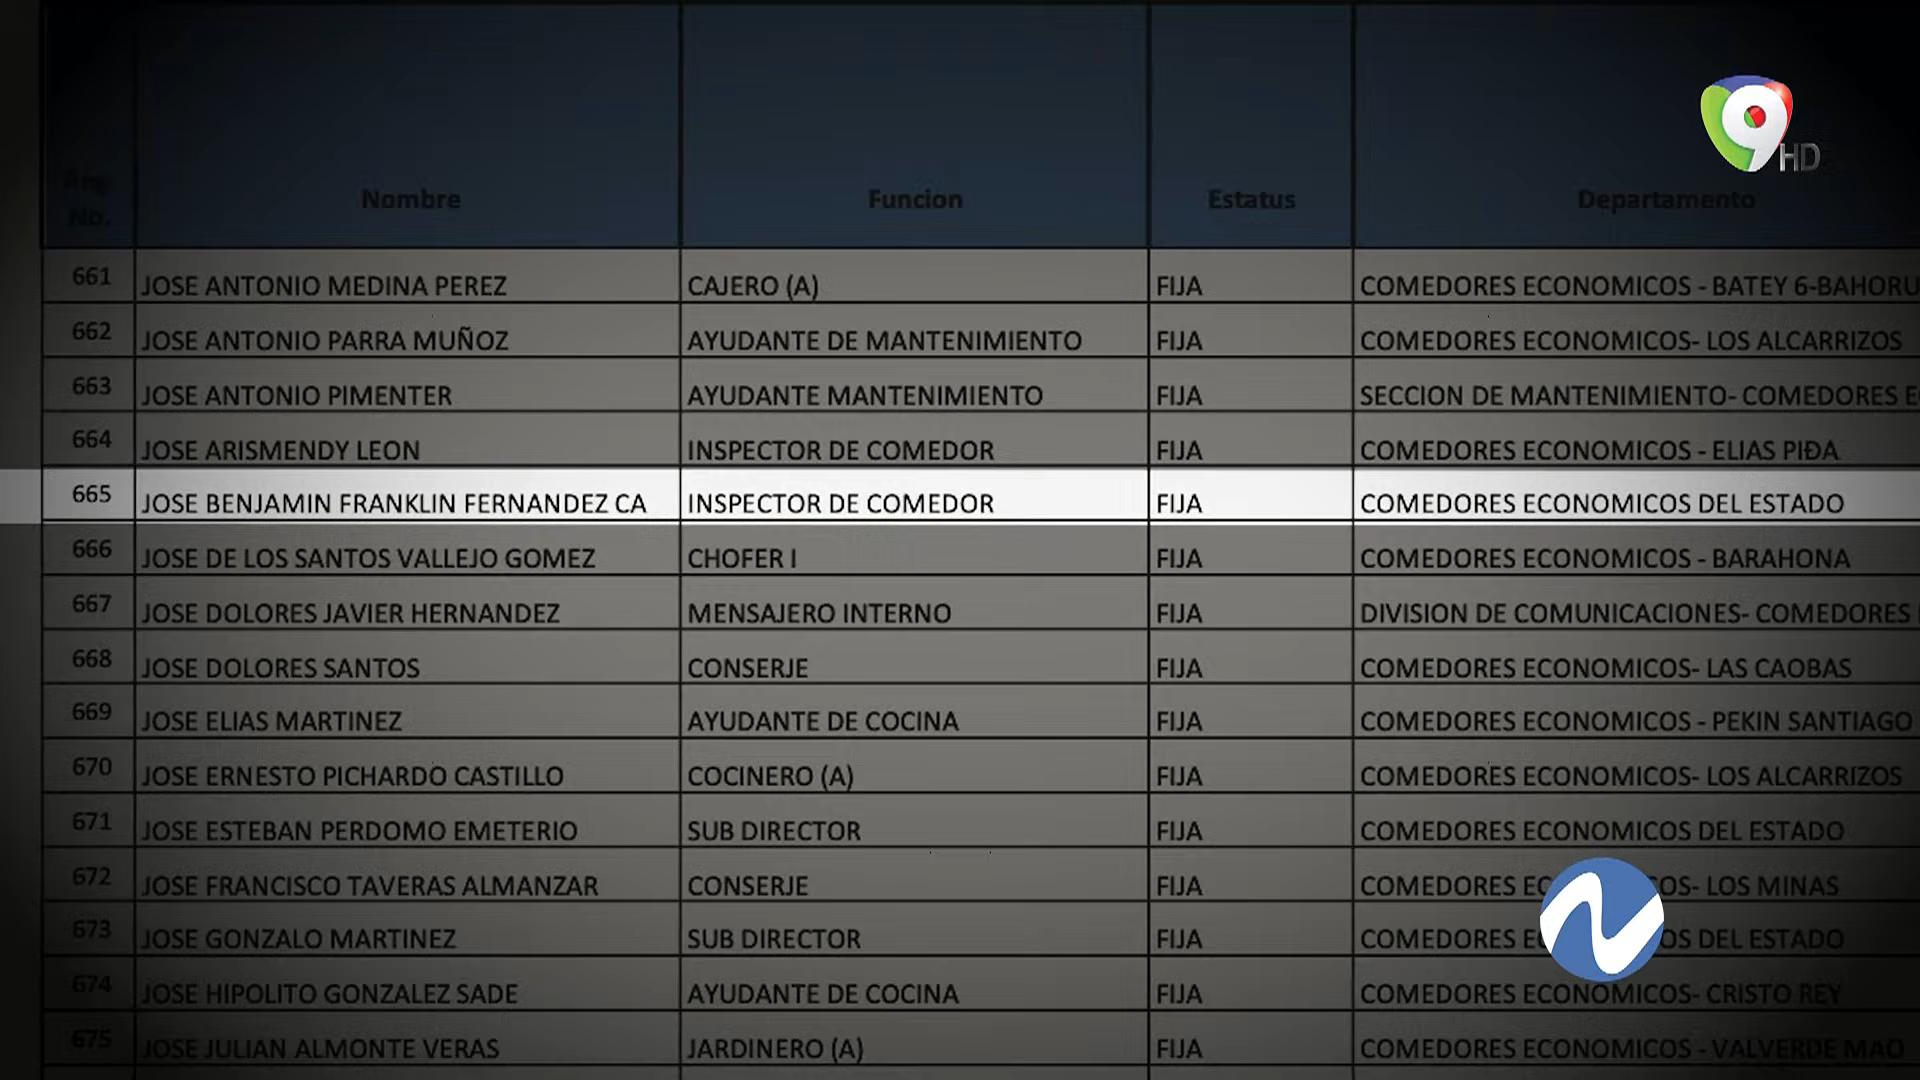 9 HD
Reng No. Nombre Funcion Estatus Departamento
661 JOSE ANTONIO MEDINA PEREZ CAJERO (A) FIJA COMEDORES ECONOMICOS - BATEY 6-BAHORU
662 JOSE ANTONIO PARRA MUÑOZ AYUDANTE DE MANTENIMIENTO FIJA COMEDORES ECONOMICOS- LOS ALCARRIZOS
663 JOSE ANTONIO PIMENTER AYUDANTE MANTENIMIENTO FIJA SECCION DE MANTENIMIENTO- COMEDORES E
664 JOSE ARISMENDY LEON INSPECTOR DE COMEDOR FIJA COMEDORES ECONOMICOS - ELIAS PIÐA
665 JOSE BENJAMIN FRANKLIN FERNANDEZ CA INSPECTOR DE COMEDOR FIJA COMEDORES ECONOMICOS DEL ESTADO
666 JOSE DE LOS SANTOS VALLEJO GOMEZ CHOFER I FIJA COMEDORES ECONOMICOS - BARAHONA
667 JOSE DOLORES JAVIER HERNANDEZ MENSAJERO INTERNO FIJA DIVISION DE COMUNICACIONES- COMEDORES
668 JOSE DOLORES SANTOS CONSERJE FIJA COMEDORES ECONOMICOS- LAS CAOBAS
669 JOSE ELIAS MARTINEZ AYUDANTE DE COCINA FIJA COMEDORES ECONOMICOS - PEKIN SANTIAGO
670 JOSE ERNESTO PICHARDO CASTILLO COCINERO (A) FIJA COMEDORES ECONOMICOS- LOS ALCARRIZOS
671 JOSE ESTEBAN PERDOMO EMETERIO SUB DIRECTOR FIJA COMEDORES ECONOMICOS DEL ESTADO
672 JOSE FRANCISCO TAVERAS ALMANZAR CONSERJE FIJA COMEDORES EC OS- LOS MINAS
673 JOSE GONZALO MARTINEZ SUB DIRECTOR FIJA COMEDORES E OS DEL ESTADO
674 JOSE HIPOLITO GONZALEZ SADE AYUDANTE DE COCINA FIJA COMEDORES ECONOMICOS- CRISTO REY
675 JOSE JULIAN ALMONTE VERAS JARDINERO (A) FIJA COMEDORES ECONOMICOS - VALVERDE MAO